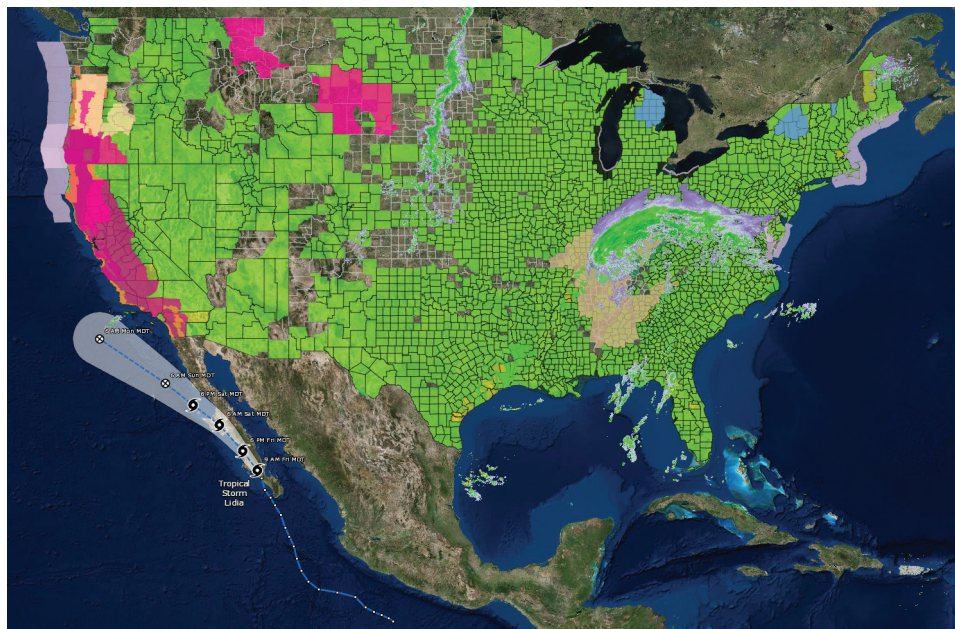 6 AM Mon MDT
6 AM Sun MDT
6 PM Sat MDT
6 AM Sat MDT
6 PM Fri MDT
9 AM Fri MDT
Tropical
Storm
Lidia